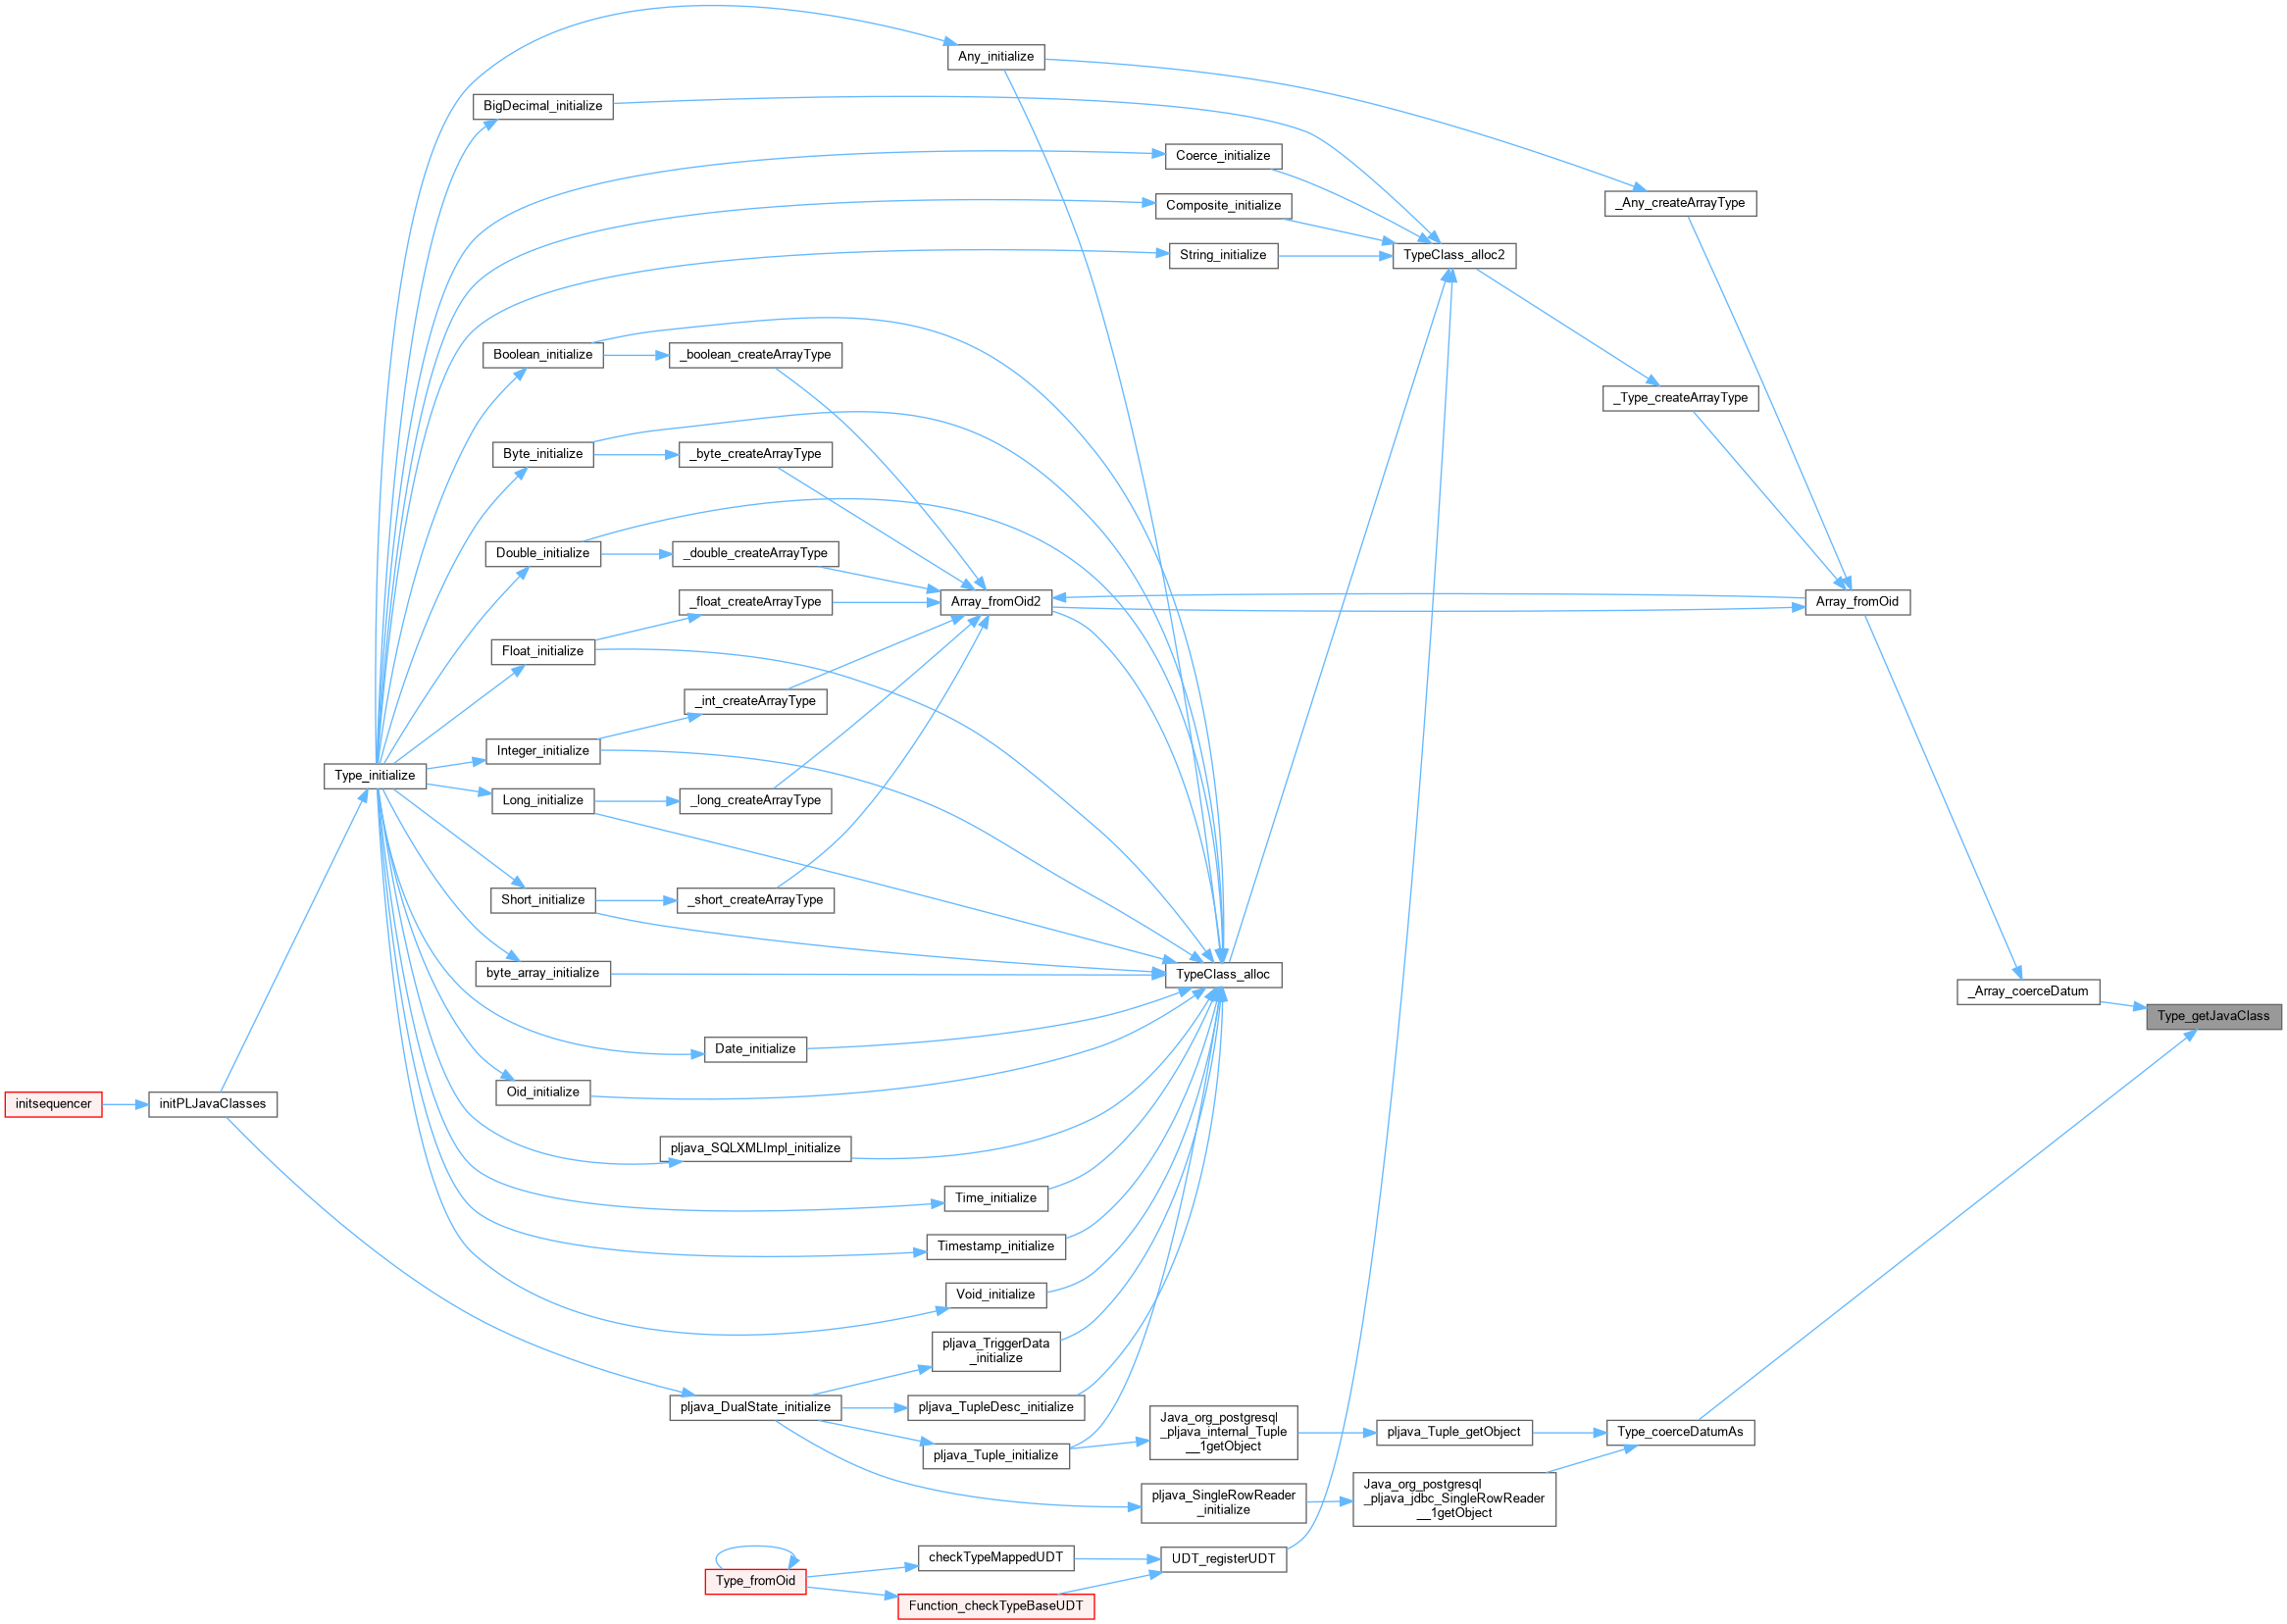 Any_initialize
BigDecimal_initialize
Coerce_initialize
Composite_initialize
_Any_createArrayType
String_initialize
TypeClass_alloc2
Boolean_initialize
_boolean_createArrayType
_Type_createArrayType
Byte_initialize
_byte_createArrayType
Double_initialize
_double_createArrayType
_float_createArrayType
Array_fromOid2
Array_fromOid
Float_initialize
_int_createArrayType
Integer_initialize
Type_initialize
Long_initialize
_long_createArrayType
Short_initialize
_short_createArrayType
byte_array_initialize
TypeClass_alloc
_Array_coerceDatum
Type_getJavaClass
Date_initialize
Oid_initialize
initsequencer
initPLJavaClasses
pljava_SQLXMLImpl_initialize
Time_initialize
Timestamp_initialize
Void_initialize
pljava_TriggerData
_initialize
pljava_DualState_initialize
pljava_TupleDesc_initialize
Java_org_postgresql
_pljava_internal_Tuple
__1getObject
pljava_Tuple_getObject
Type_coerceDatumAs
pljava_Tuple_initialize
pljava_SingleRowReader
_initialize
Java_org_postgresql
_pljava_jdbc_SingleRowReader
__1getObject
checkTypeMappedUDT
UDT_registerUDT
Type_fromOid
Function_checkTypeBaseUDT